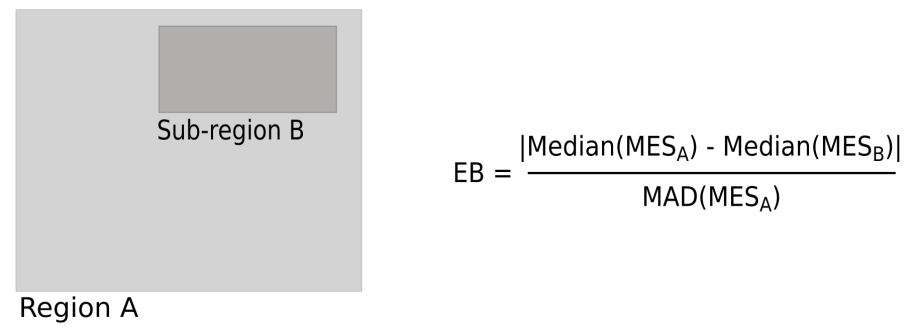 Sub-region B
Region A
EB = |Median(MES_A) - Median(MES_B)|
MAD(MES_A)